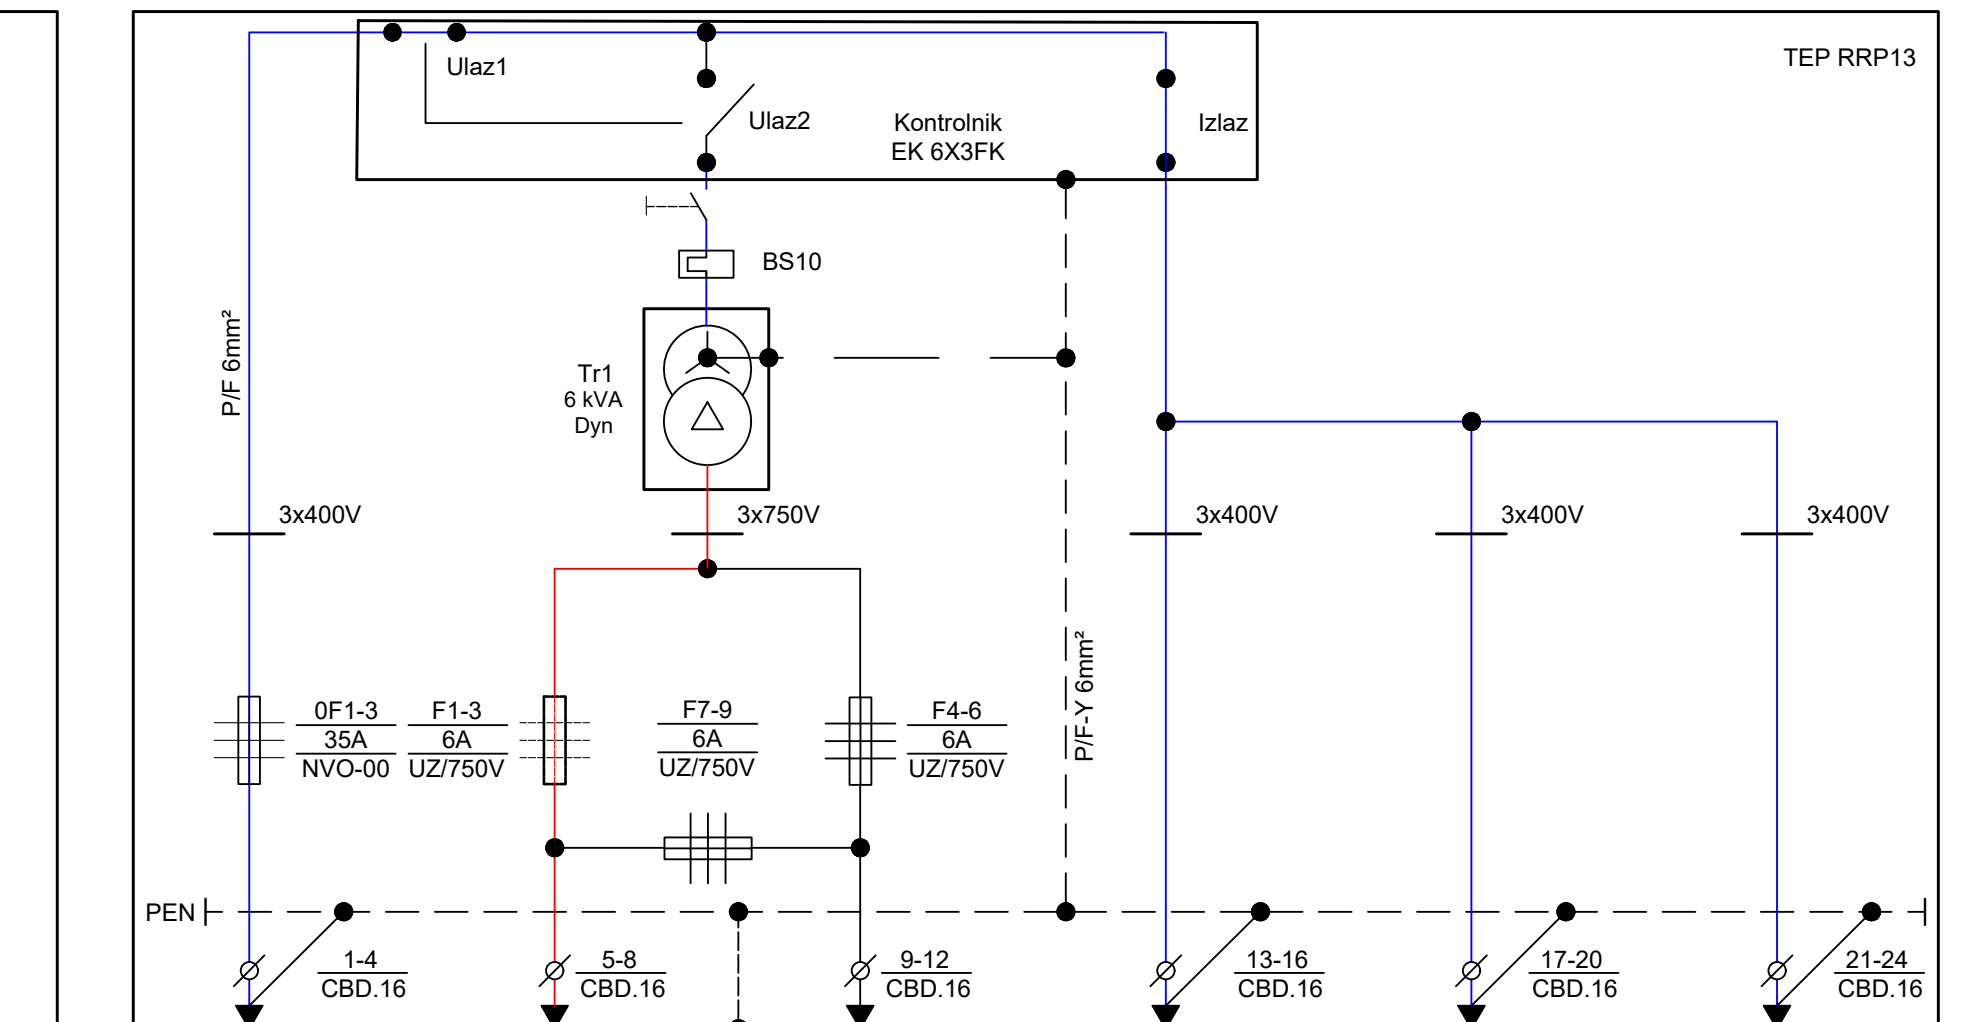 TEP RRP13
Ulaz1
Ulaz2
Kontrolnik
EK 6X3FK
Izlaz
BS10
P/F 6mm²
Tr1
6 kVA
Dyn
3x400V
3x750V
3x400V
3x400V
3x400V
P/F-Y 6mm²
0F1-3
35A
NVO-00
F1-3
6A
UZ/750V
F7-9
6A
UZ/750V
F4-6
6A
UZ/750V
PEN
1-4
CBD.16
5-8
CBD.16
9-12
CBD.16
13-16
CBD.16
17-20
CBD.16
21-24
CBD.16